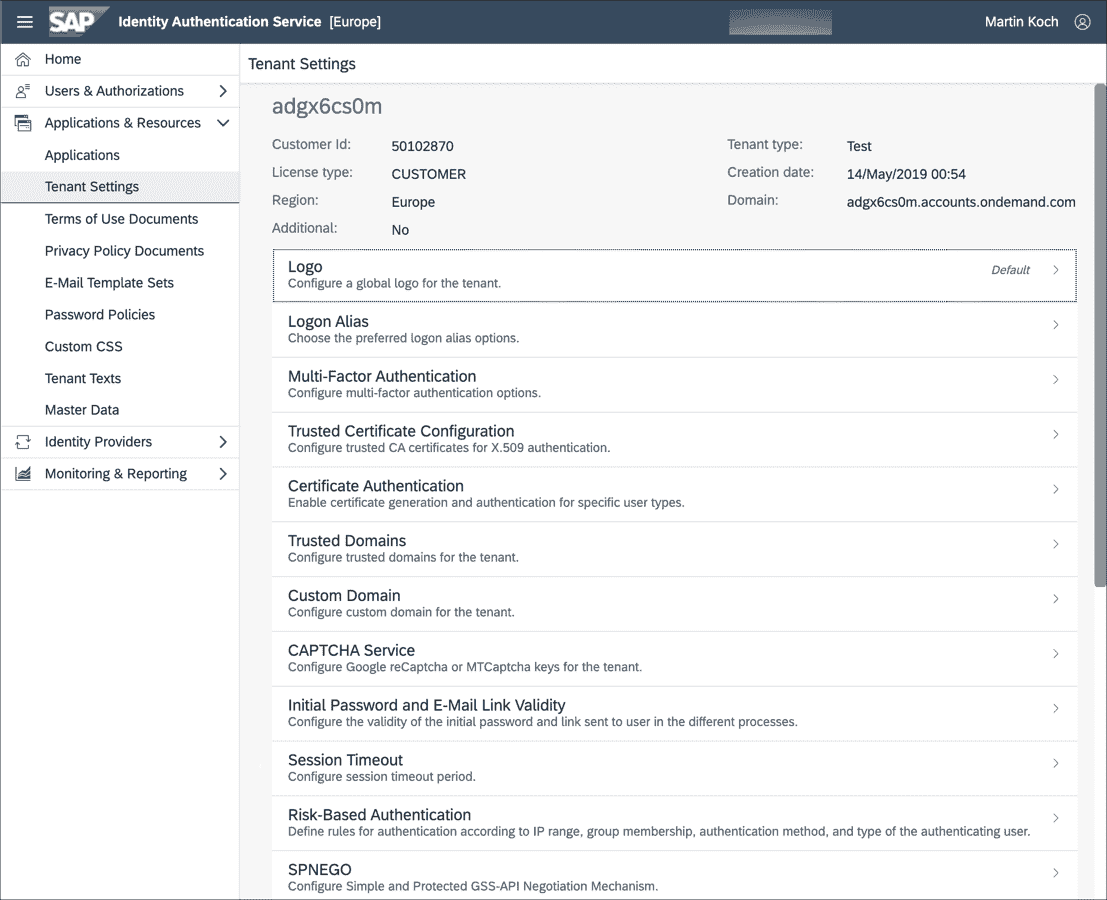 SAP Identity Authentication Service [Europe] Martin Koch
Home
Users & Authorizations
Applications & Resources
Applications
Tenant Settings
Terms of Use Documents
Privacy Policy Documents
E-Mail Template Sets
Password Policies
Custom CSS
Tenant Texts
Master Data
Identity Providers
Monitoring & Reporting
Tenant Settings
adgx6cs0m
Customer Id: 50102870 Tenant type: Test
License type: CUSTOMER Creation date: 14/May/2019 00:54
Region: Europe Domain: adgx6cs0m.accounts.ondemand.com
Additional: No
Logo Default
Configure a global logo for the tenant.
Logon Alias
Choose the preferred logon alias options.
Multi-Factor Authentication
Configure multi-factor authentication options.
Trusted Certificate Configuration
Configure trusted CA certificates for X.509 authentication.
Certificate Authentication
Enable certificate generation and authentication for specific user types.
Trusted Domains
Configure trusted domains for the tenant.
Custom Domain
Configure custom domain for the tenant.
CAPTCHA Service
Configure Google reCaptcha or MTCaptcha keys for the tenant.
Initial Password and E-Mail Link Validity
Configure the validity of the initial password and link sent to user in the different processes.
Session Timeout
Configure session timeout period.
Risk-Based Authentication
Define rules for authentication according to IP range, group membership, authentication method, and type of the authenticating user.
SPNEGO
Configure Simple and Protected GSS-API Negotiation Mechanism.